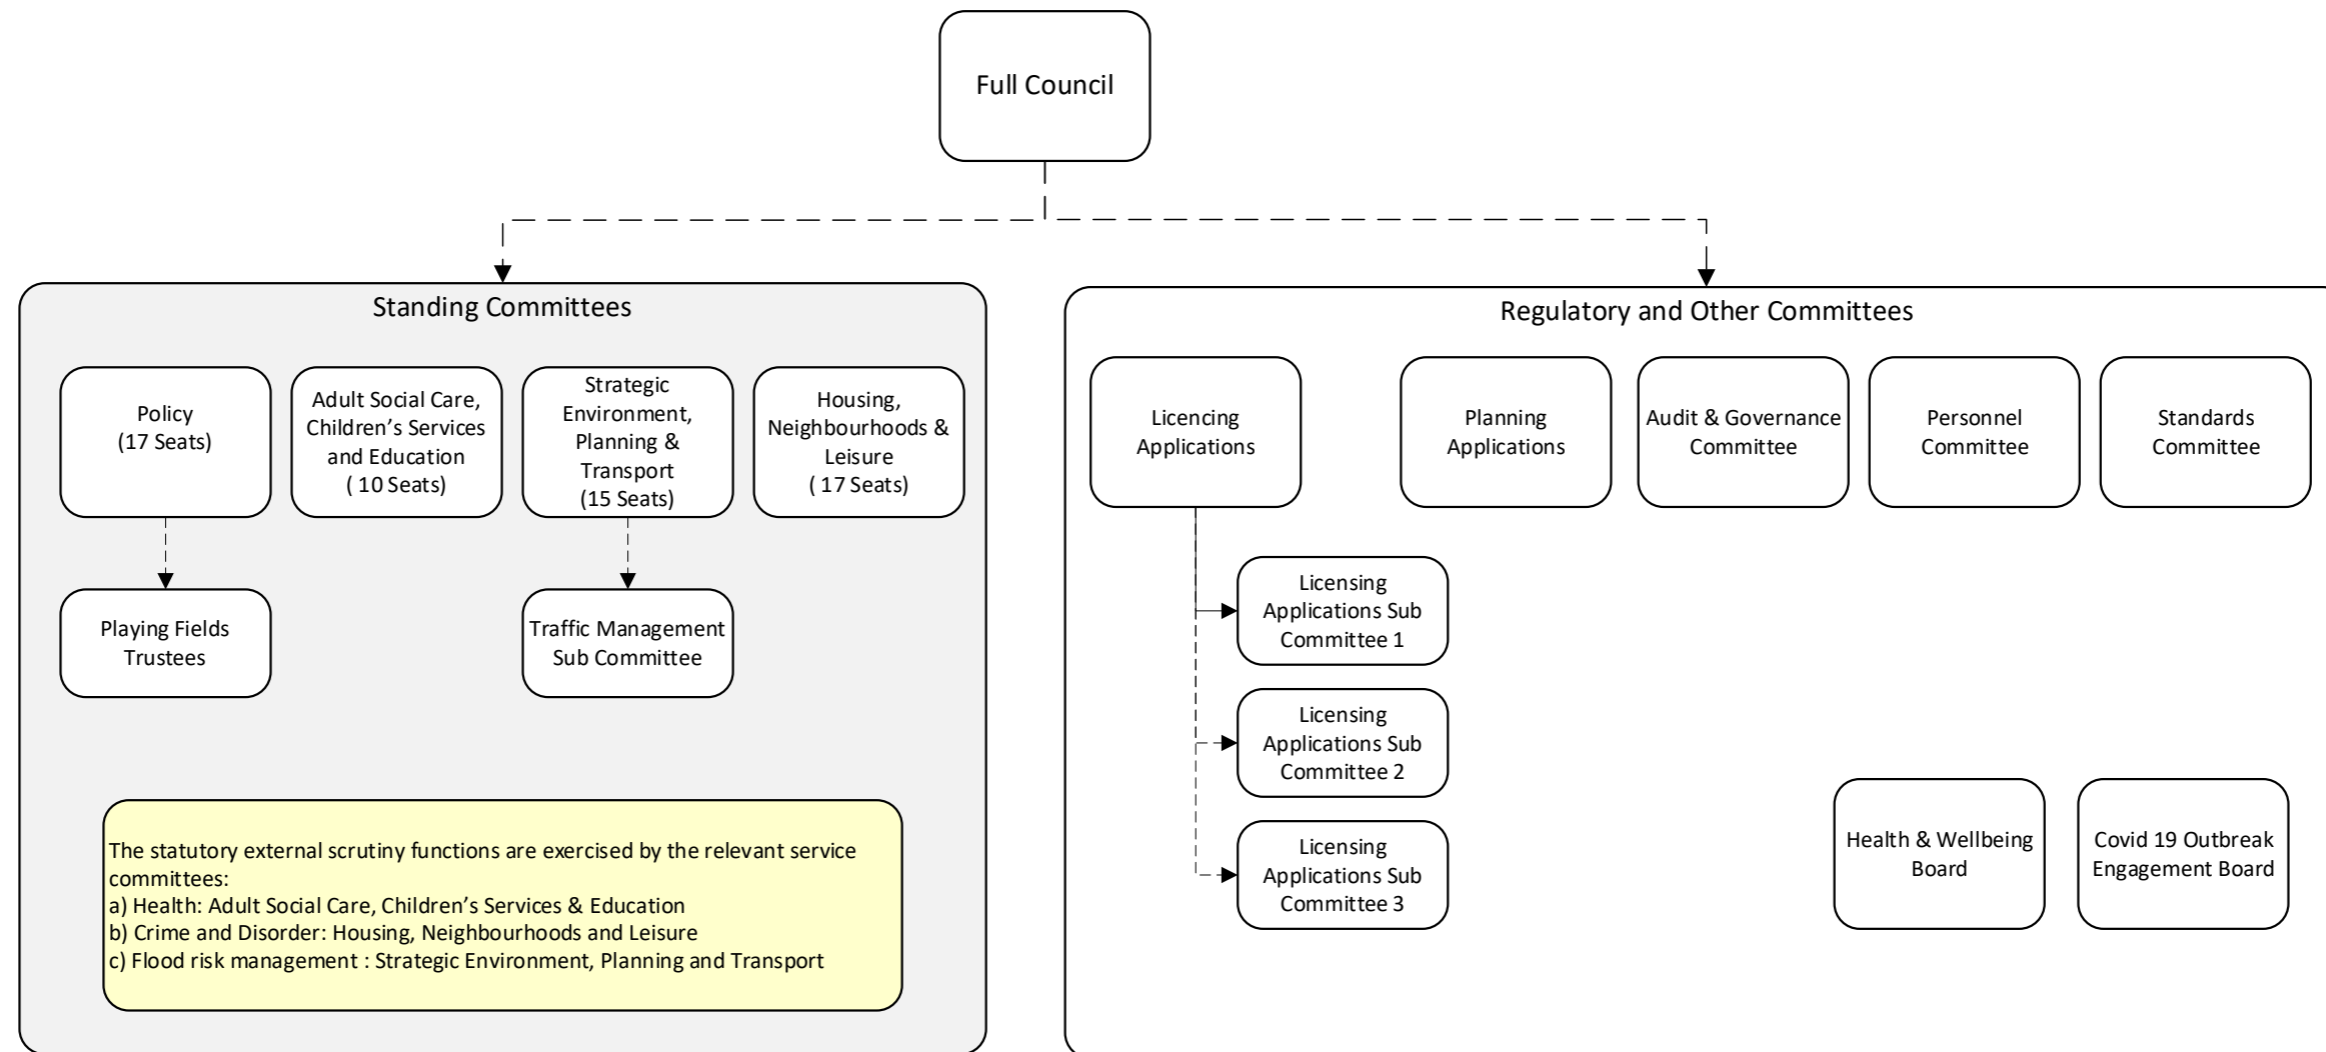 Full Council
Standing Committees
Policy
(17 Seats)
Adult Social Care,
Children’s Services
and Education
( 10 Seats)
Strategic
Environment,
Planning &
Transport
(15 Seats)
Housing,
Neighbourhoods &
Leisure
( 17 Seats)
Playing Fields
Trustees
Traffic Management
Sub Committee
The statutory external scrutiny functions are exercised by the relevant service
committees:
a) Health: Adult Social Care, Children’s Services & Education
b) Crime and Disorder: Housing, Neighbourhoods and Leisure
c) Flood risk management : Strategic Environment, Planning and Transport
Regulatory and Other Committees
Licencing
Applications
Planning
Applications
Audit & Governance
Committee
Personnel
Committee
Standards
Committee
Licensing
Applications Sub
Committee 1
Licensing
Applications Sub
Committee 2
Licensing
Applications Sub
Committee 3
Health & Wellbeing
Board
Covid 19 Outbreak
Engagement Board